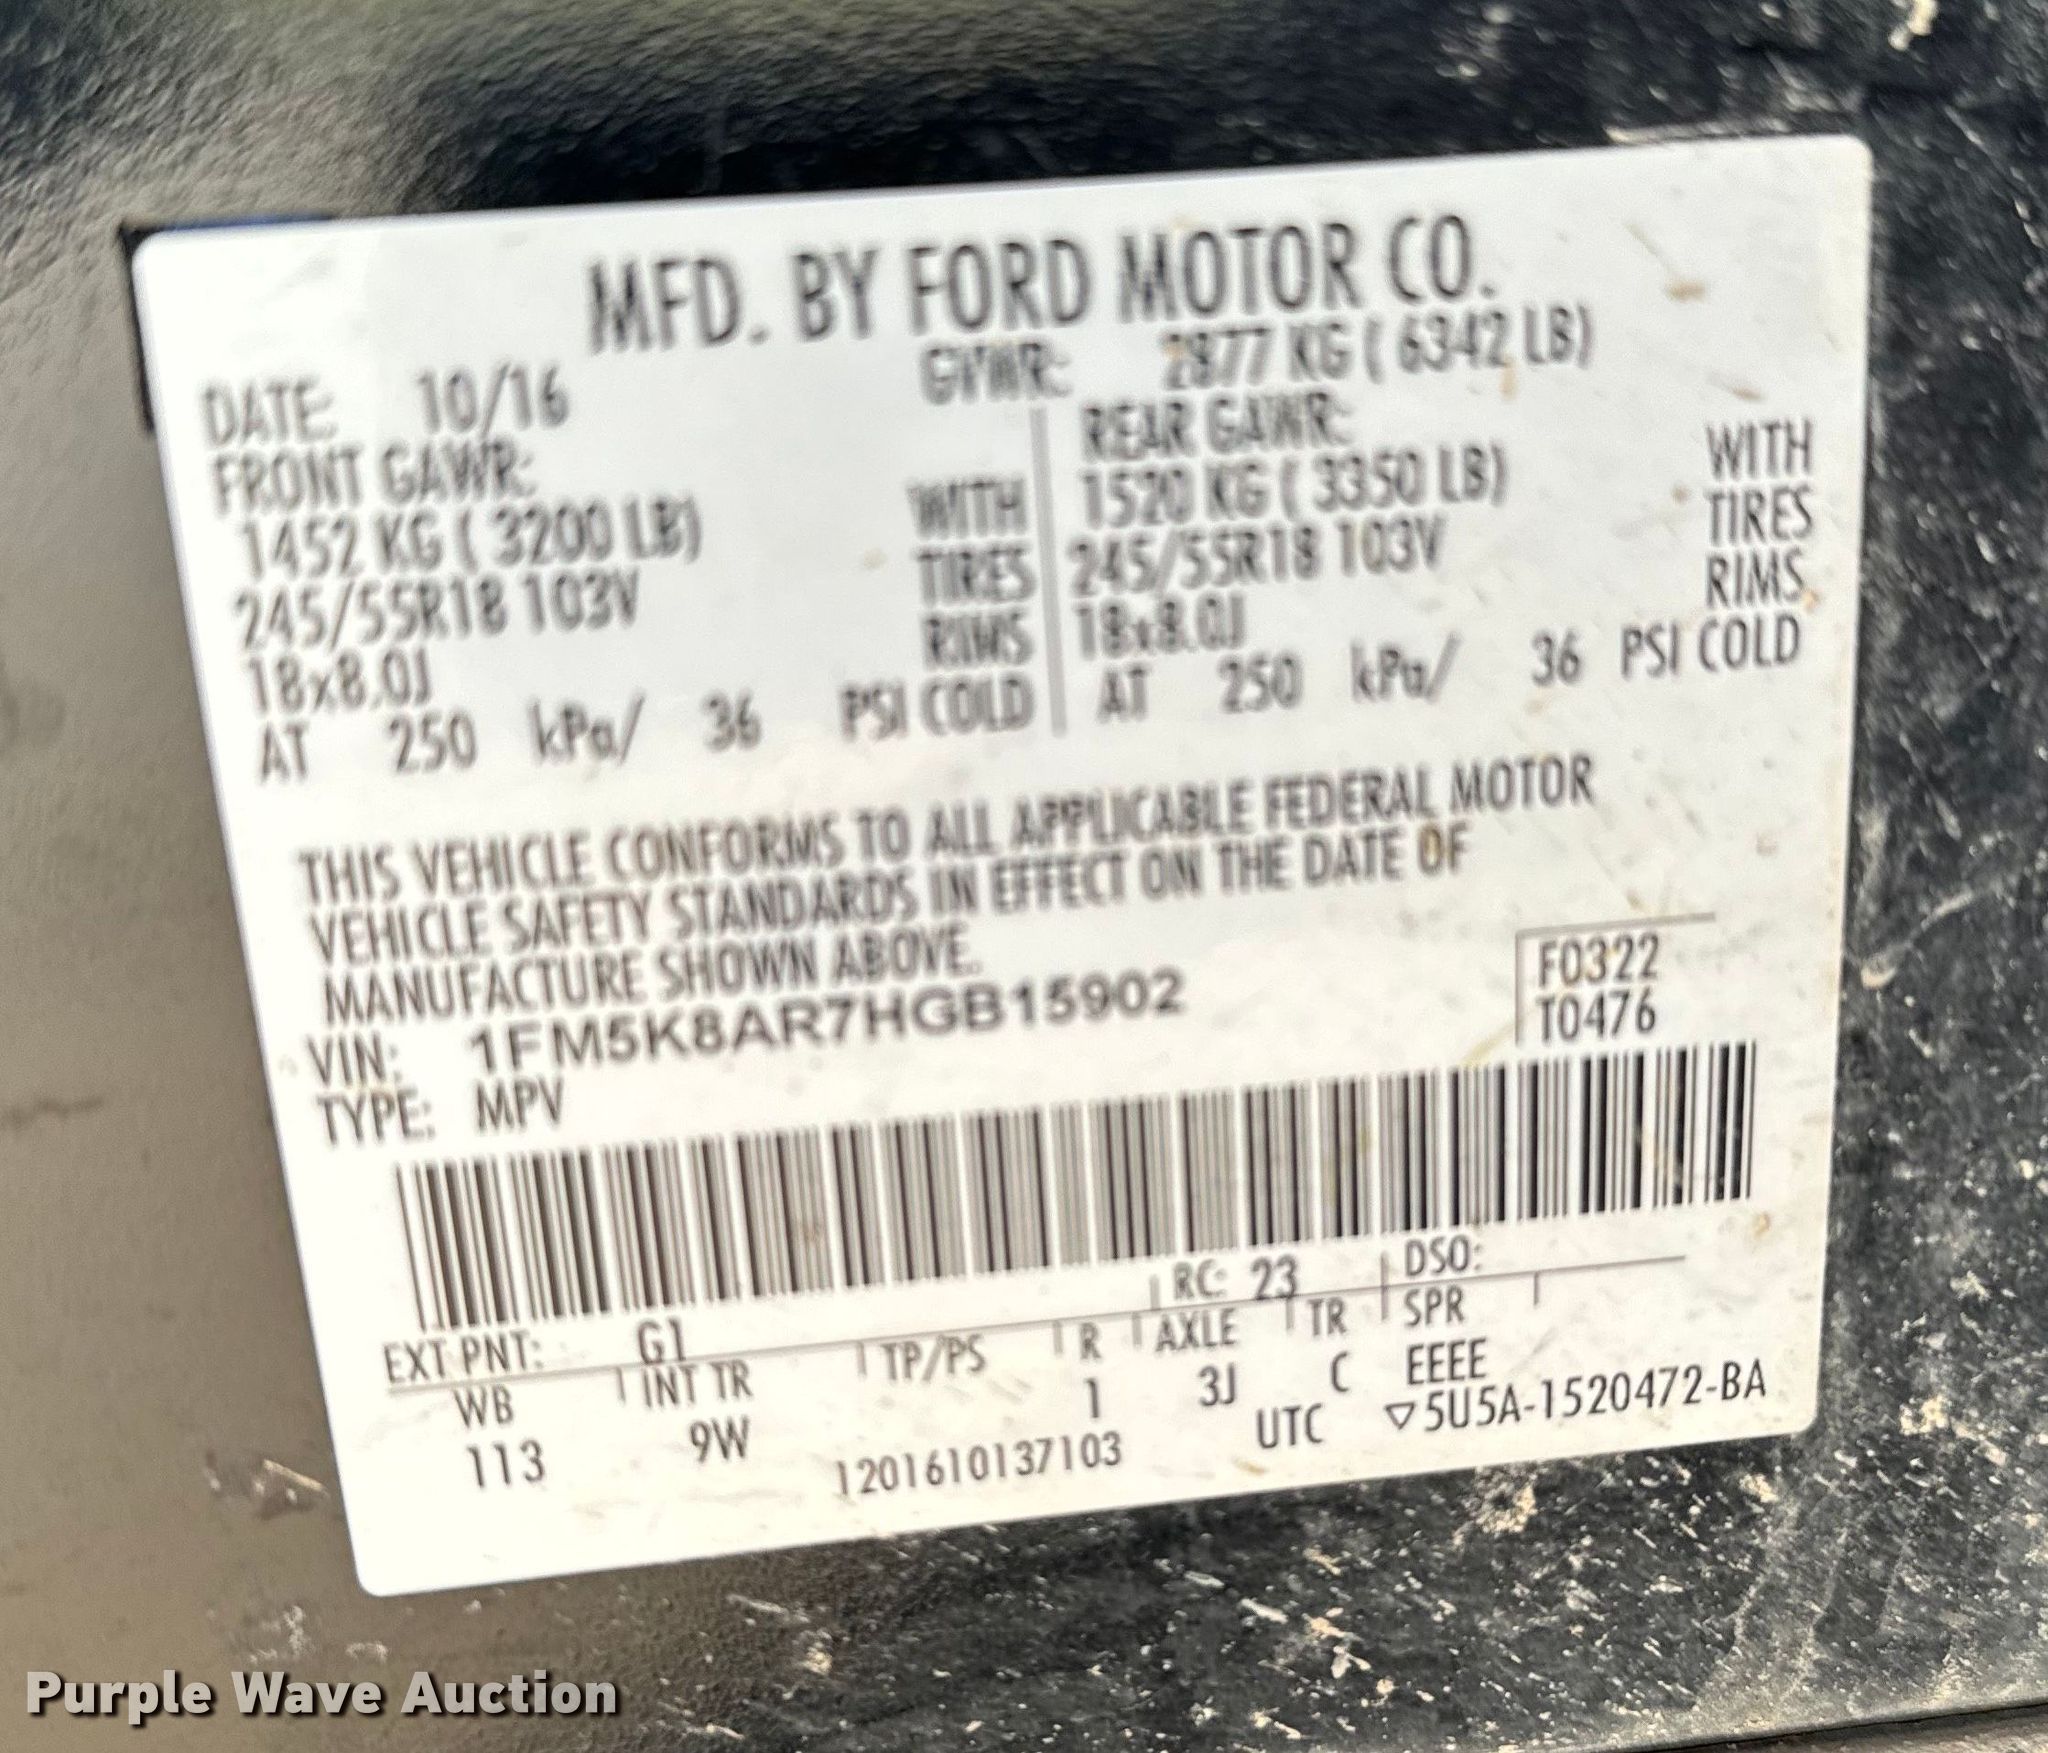 MFD. BY FORD MOTOR CO.
DATE: 10/16 GVWR: 2877 KG ( 6342 LB)
FRONT GAWR: REAR GAWR:
1452 KG ( 3200 LB) WITH 1520 KG ( 3350 LB) WITH
245/55R18 103V TIRES 245/55R18 103V TIRES
18x8.0J RIMS 18x8.0J RIMS
AT 250 kPa/ 36 PSI COLD AT 250 kPa/ 36 PSI COLD
THIS VEHICLE CONFORMS TO ALL APPLICABLE FEDERAL MOTOR
VEHICLE SAFETY STANDARDS IN EFFECT ON THE DATE OF
MANUFACTURE SHOWN ABOVE.
VIN: 1FM5K8AR7HGB15902 F0322
TYPE: MPV T0476
EXT PNT: G1 RC: 23 DSO:
WB INT TR TP/PS R AXLE TR SPR
113 9W 1 3J C EEEE
1201610137103 UTC ▽5U5A-1520472-BA
Purple Wave Auction